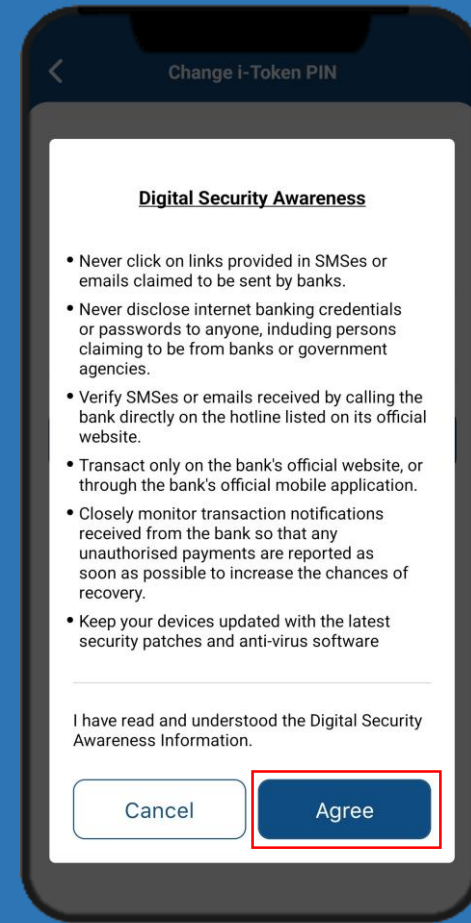 Change i-Token PIN
Digital Security Awareness
• Never click on links provided in SMSes or
emails claimed to be sent by banks.
• Never disclose internet banking credentials
or passwords to anyone, induding persons
claiming to be from banks or government
agencies.
• Verify SMSes or emails received by calling the
bank directly on the hotline listed on its official
website.
• Transact only on the bank's official website, or
through the bank's official mobile application.
• Closely monitor transaction notifications
received from the bank so that any
unauthorised payments are reported as
soon as possible to increase the chances of
recovery.
• Keep your devices updated with the latest
security patches and anti-virus software
I have read and understood the Digital Security
Awareness Information.
Cancel Agree